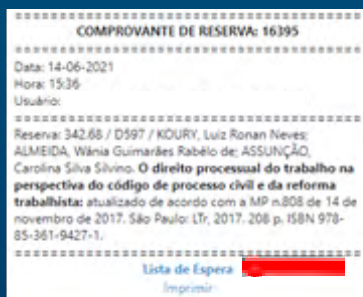 COMPROVANTE DE RESERVA: 16395
Data: 14-06-2021
Hora: 15:36
Usuário:
Reserva: 342.68 / D597 / KOURY, Luiz Ronan Neves;
ALMEIDA, Wânia Guimarães Rabêlo de; ASSUNÇÃO,
Carolina Silva Silvino. O direito processual do trabalho na
perspectiva do código de processo civil e da reforma
trabalhista: atualizado de acordo com a MP n.808 de 14 de
novembro de 2017. São Paulo: LTr, 2017. 208 p. ISBN 978-
85-361-9427-1.
Lista de Espera
Imprimir